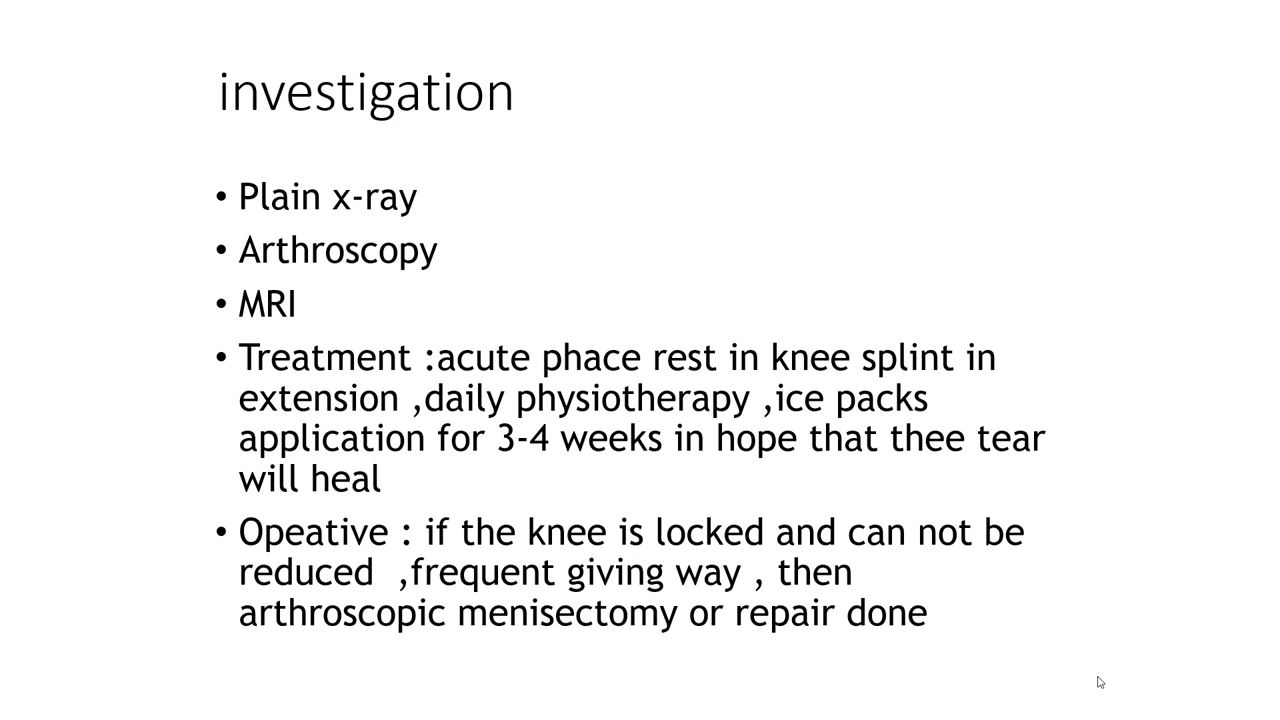 investigation
• Plain x-ray
• Arthroscopy
• MRI
• Treatment :acute phace rest in knee splint in
extension ,daily physiotherapy ,ice packs
application for 3-4 weeks in hope that thee tear
will heal
• Opeative : if the knee is locked and can not be
reduced  ,frequent giving way , then
arthroscopic menisectomy or repair done